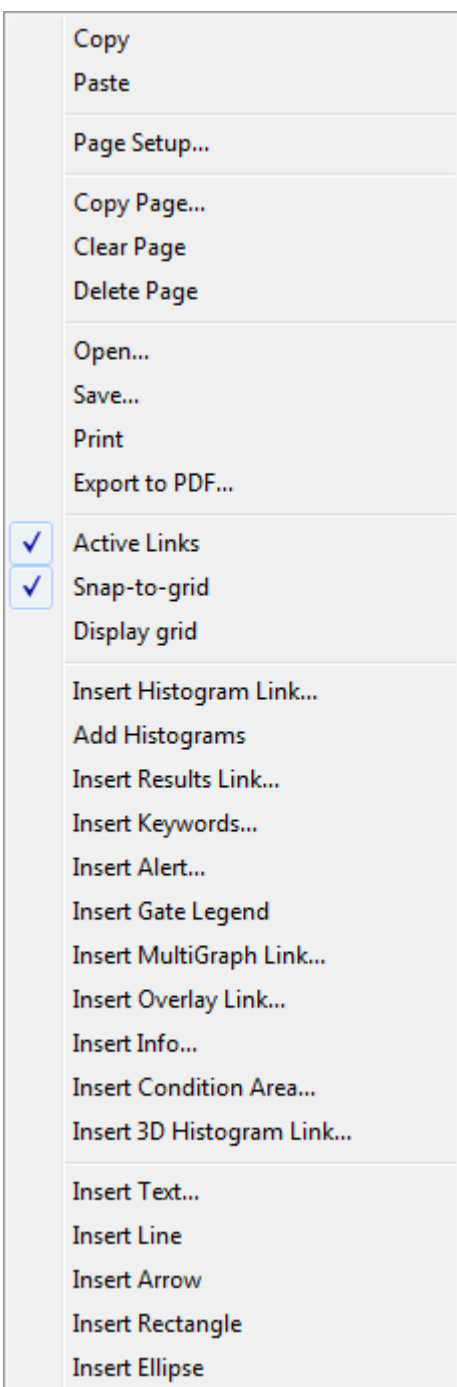 Copy
Paste
Page Setup...
Copy Page...
Clear Page
Delete Page
Open...
Save...
Print
Export to PDF...
Active Links
Snap-to-grid
Display grid
Insert Histogram Link...
Add Histograms
Insert Results Link...
Insert Keywords...
Insert Alert...
Insert Gate Legend
Insert MultiGraph Link...
Insert Overlay Link...
Insert Info...
Insert Condition Area...
Insert 3D Histogram Link...
Insert Text...
Insert Line
Insert Arrow
Insert Rectangle
Insert Ellipse